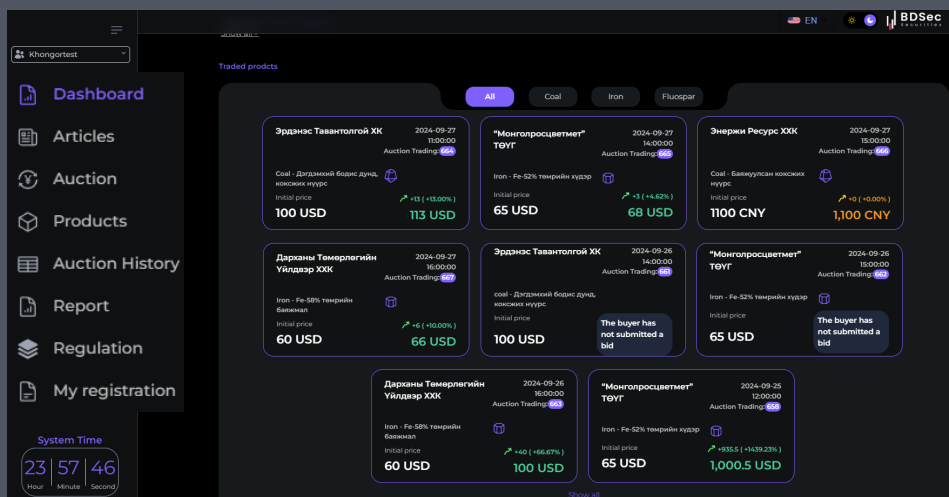 EN
BDSec
Securities
Khongortest
Dashboard
Articles
Auction
Products
Auction History
Report
Regulation
My registration
System Time
23 57 46
Hour Minute Second
Show all
Traded prodcts
All Coal Iron Fluospar
Эрдэнэс Тавантолгой ХК 2024-09-27
11:00:00
Auction Trading: 664
Coal - Дэгдэмхий бодис дунд,
коксжих нүүрс
Initial price +13 ( +13.00% )
100 USD 113 USD
"Монголросцветмет" 2024-09-27
ТӨҮГ 14:00:00
Auction Trading: 665
Iron - Fe-52% төмрийн хүдэр
Initial price +3 ( +4.62% )
65 USD 68 USD
Энержи Ресурс ХХК 2024-09-27
15:00:00
Auction Trading: 666
Coal - Баяжуулсан коксжих
нүүрс
Initial price +0 ( +0.00% )
1100 CNY 1,100 CNY
Дарханы Төмөрлөгийн 2024-09-27
Үйлдвэр ХХК 16:00:00
Auction Trading: 667
Iron - Fe-58% төмрийн
баяжмал
Initial price +6 ( +10.00% )
60 USD 66 USD
Эрдэнэс Тавантолгой ХК 2024-09-26
14:00:00
Auction Trading: 661
coal - Дэгдэмхий бодис дунд,
коксжих нүүрс
Initial price
100 USD
The buyer has
not submitted a
bid
"Монголросцветмет" 2024-09-26
ТӨҮГ 15:00:00
Auction Trading: 662
Iron - Fe-52% төмрийн хүдэр
Initial price
65 USD
The buyer has
not submitted a
bid
Дарханы Төмөрлөгийн 2024-09-26
Үйлдвэр ХХК 16:00:00
Auction Trading: 663
Iron - Fe-58% төмрийн
баяжмал
Initial price +40 ( +66.67% )
60 USD 100 USD
"Монголросцветмет" 2024-09-25
ТӨҮГ 12:00:00
Auction Trading: 658
Iron - Fe-52% төмрийн хүдэр
Initial price +935.5 ( +1439.23% )
65 USD 1,000.5 USD
Show all